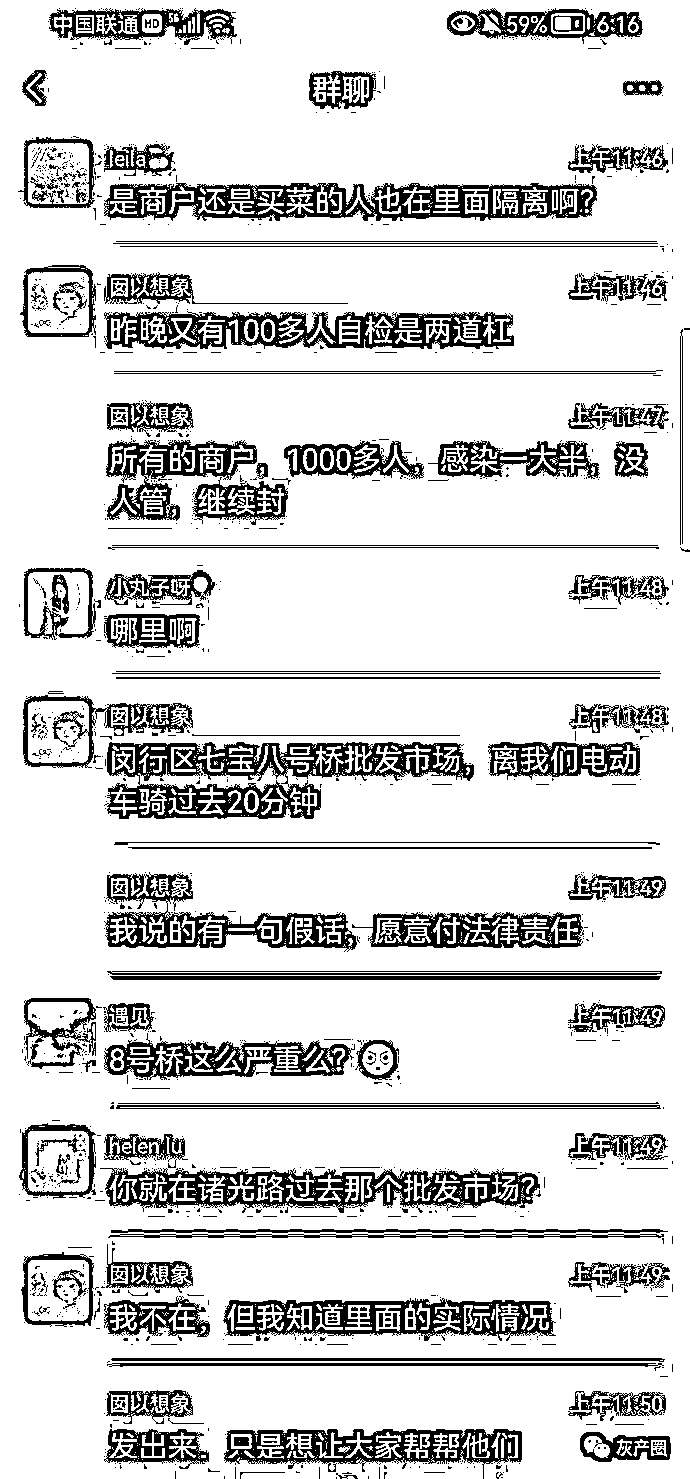 中国联通 HD 59% 6:16
群聊
leila 上午11:46
是商户还是买菜的人也在里面隔离啊？
囡以想象 上午11:46
昨晚又有100多人自检是两道杠
囡以想象 上午11:47
所有的商户，1000多人，感染一大半，没
人管，继续封
小丸子呀 上午11:48
哪里啊
囡以想象 上午11:48
闵行区七宝八号桥批发市场，离我们电动
车骑过去20分钟
囡以想象 上午11:49
我说的有一句假话，愿意付法律责任
遇见 上午11:49
8号桥这么严重么？
helen lu 上午11:49
你就在诸光路过去那个批发市场？
囡以想象 上午11:49
我不在，但我知道里面的实际情况
囡以想象 上午11:50
发出来．只是想让大家帮帮他们
灰产圈